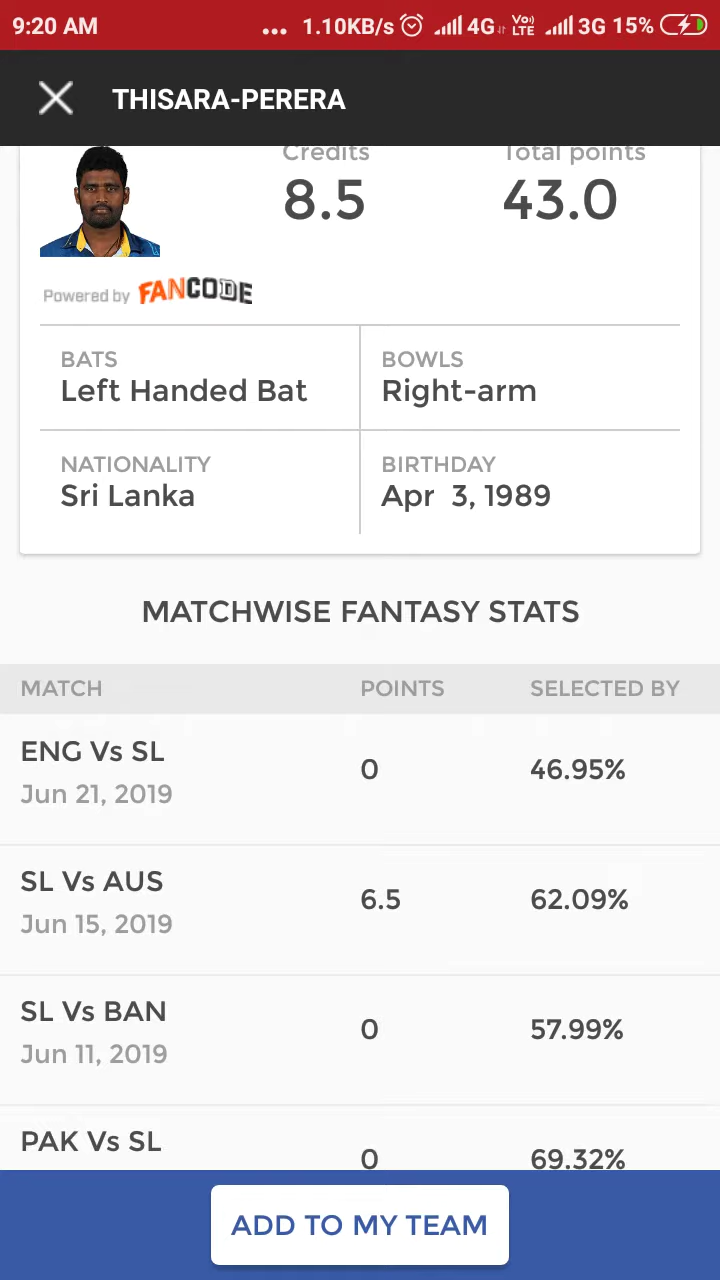 9:20 AM ... 1.10KB/s 4G VoD LTE 3G 15%
THISARA-PERERA
Credits Total points
8.5 43.0
Powered by FANCODE
BATS BOWLS
Left Handed Bat Right-arm
NATIONALITY BIRTHDAY
Sri Lanka Apr 3, 1989
MATCHWISE FANTASY STATS
MATCH POINTS SELECTED BY
ENG Vs SL 0 46.95%
Jun 21, 2019
SL Vs AUS 6.5 62.09%
Jun 15, 2019
SL Vs BAN 0 57.99%
Jun 11, 2019
PAK Vs SL 0 69.32%
ADD TO MY TEAM